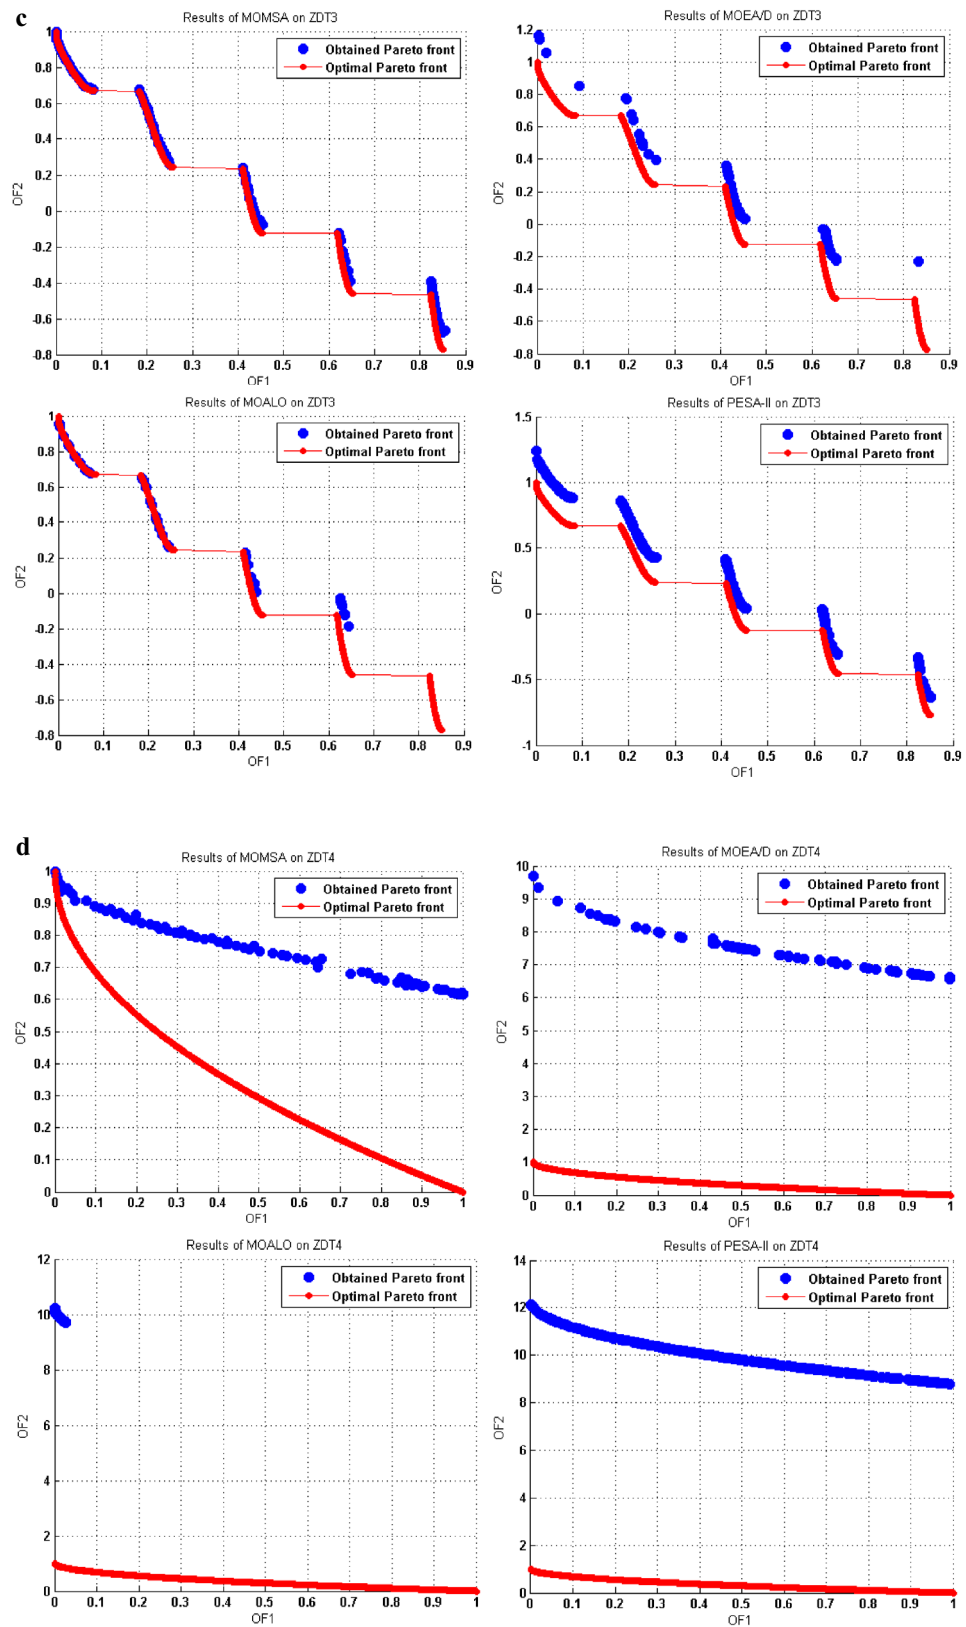 c
Results of MOMSA on ZDT3
Obtained Pareto front
Optimal Pareto front
OF2
1
0.8
0.6
0.4
0.2
0
-0.2
-0.4
-0.6
-0.8
0 0.1 0.2 0.3 0.4 0.5 0.6 0.7 0.8 0.9
OF1
Results of MOEA/D on ZDT3
Obtained Pareto front
Optimal Pareto front
OF2
1.2
1
0.8
0.6
0.4
0.2
0
-0.2
-0.4
-0.6
-0.8
0 0.1 0.2 0.3 0.4 0.5 0.6 0.7 0.8 0.9
OF1
Results of MOALO on ZDT3
Obtained Pareto front
Optimal Pareto front
OF2
1
0.8
0.6
0.4
0.2
0
-0.2
-0.4
-0.6
-0.8
0 0.1 0.2 0.3 0.4 0.5 0.6 0.7 0.8 0.9
OF1
Results of PESA-II on ZDT3
Obtained Pareto front
Optimal Pareto front
OF2
1.5
1
0.5
0
-0.5
-1
0 0.1 0.2 0.3 0.4 0.5 0.6 0.7 0.8 0.9
OF1
d
Results of MOMSA on ZDT4
Obtained Pareto front
Optimal Pareto front
OF2
1
0.9
0.8
0.7
0.6
0.5
0.4
0.3
0.2
0.1
0
0 0.1 0.2 0.3 0.4 0.5 0.6 0.7 0.8 0.9 1
OF1
Results of MOEA/D on ZDT4
Obtained Pareto front
Optimal Pareto front
OF2
10
9
8
7
6
5
4
3
2
1
0
0 0.1 0.2 0.3 0.4 0.5 0.6 0.7 0.8 0.9 1
OF1
Results of MOALO on ZDT4
Obtained Pareto front
Optimal Pareto front
OF2
12
10
8
6
4
2
0
0 0.1 0.2 0.3 0.4 0.5 0.6 0.7 0.8 0.9 1
OF1
Results of PESA-II on ZDT4
Obtained Pareto front
Optimal Pareto front
OF2
14
12
10
8
6
4
2
0
0 0.1 0.2 0.3 0.4 0.5 0.6 0.7 0.8 0.9 1
OF1